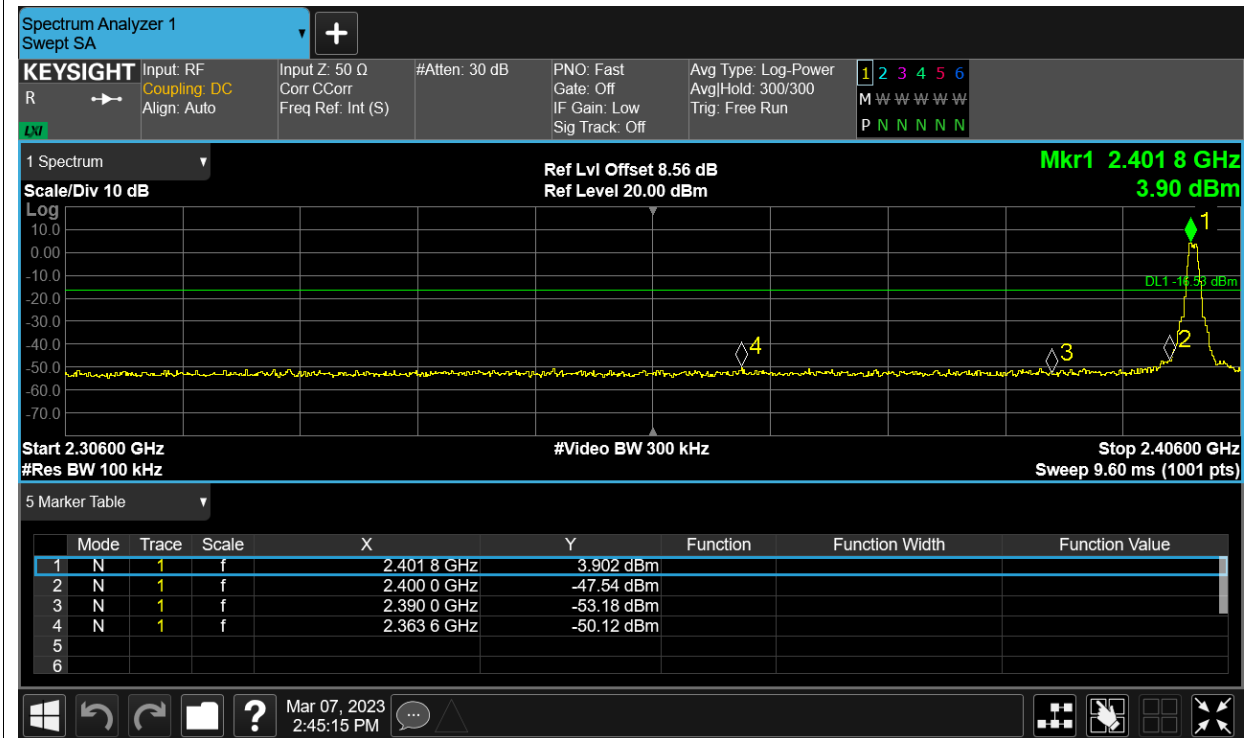 Spectrum Analyzer 1
Swept SA
+
KEYSIGHT
R
LXI
Input: RF
Coupling: DC
Align: Auto
Input Z: 50 Ω
Corr CCorr
Freq Ref: Int (S)
#Atten: 30 dB
PNO: Fast
Gate: Off
IF Gain: Low
Sig Track: Off
Avg Type: Log-Power
Avg|Hold: 300/300
Trig: Free Run
1 2 3 4 5 6
M W W W W W
P N N N N N
1 Spectrum
Scale/Div 10 dB
Ref Lvl Offset 8.56 dB
Ref Level 20.00 dBm
Mkr1 2.401 8 GHz
3.90 dBm
Log
10.0
0.00
-10.0
-20.0
-30.0
-40.0
-50.0
-60.0
-70.0
1
DL1 -16.53 dBm
4
3
2
Start 2.30600 GHz
#Res BW 100 kHz
#Video BW 300 kHz
Stop 2.40600 GHz
Sweep 9.60 ms (1001 pts)
5 Marker Table
Mode Trace Scale X Y Function Function Width Function Value
1 N 1 f 2.401 8 GHz 3.902 dBm
2 N 1 f 2.400 0 GHz -47.54 dBm
3 N 1 f 2.390 0 GHz -53.18 dBm
4 N 1 f 2.363 6 GHz -50.12 dBm
5
6
?
Mar 07, 2023
2:45:15 PM